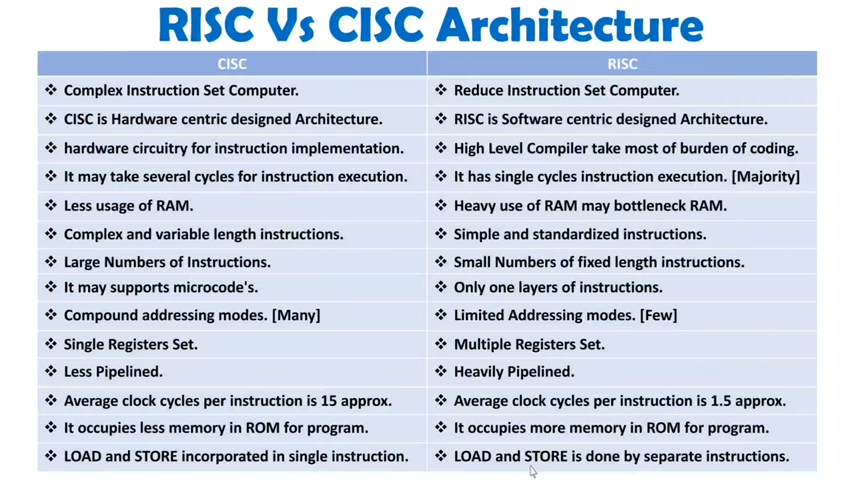 RISC Vs CISC Architecture
CISC RISC
❖ Complex Instruction Set Computer. ❖ Reduce Instruction Set Computer.
❖ CISC is Hardware centric designed Architecture. ❖ RISC is Software centric designed Architecture.
❖ hardware circuitry for instruction implementation. ❖ High Level Compiler take most of burden of coding.
❖ It may take several cycles for instruction execution. ❖ It has single cycles instruction execution. [Majority]
❖ Less usage of RAM. ❖ Heavy use of RAM may bottleneck RAM.
❖ Complex and variable length instructions. ❖ Simple and standardized instructions.
❖ Large Numbers of Instructions. ❖ Small Numbers of fixed length instructions.
❖ It may supports microcode's. ❖ Only one layers of instructions.
❖ Compound addressing modes. [Many] ❖ Limited Addressing modes. [Few]
❖ Single Registers Set. ❖ Multiple Registers Set.
❖ Less Pipelined. ❖ Heavily Pipelined.
❖ Average clock cycles per instruction is 15 approx. ❖ Average clock cycles per instruction is 1.5 approx.
❖ It occupies less memory in ROM for program. ❖ It occupies more memory in ROM for program.
❖ LOAD and STORE incorporated in single instruction. ❖ LOAD and STORE is done by separate instructions.